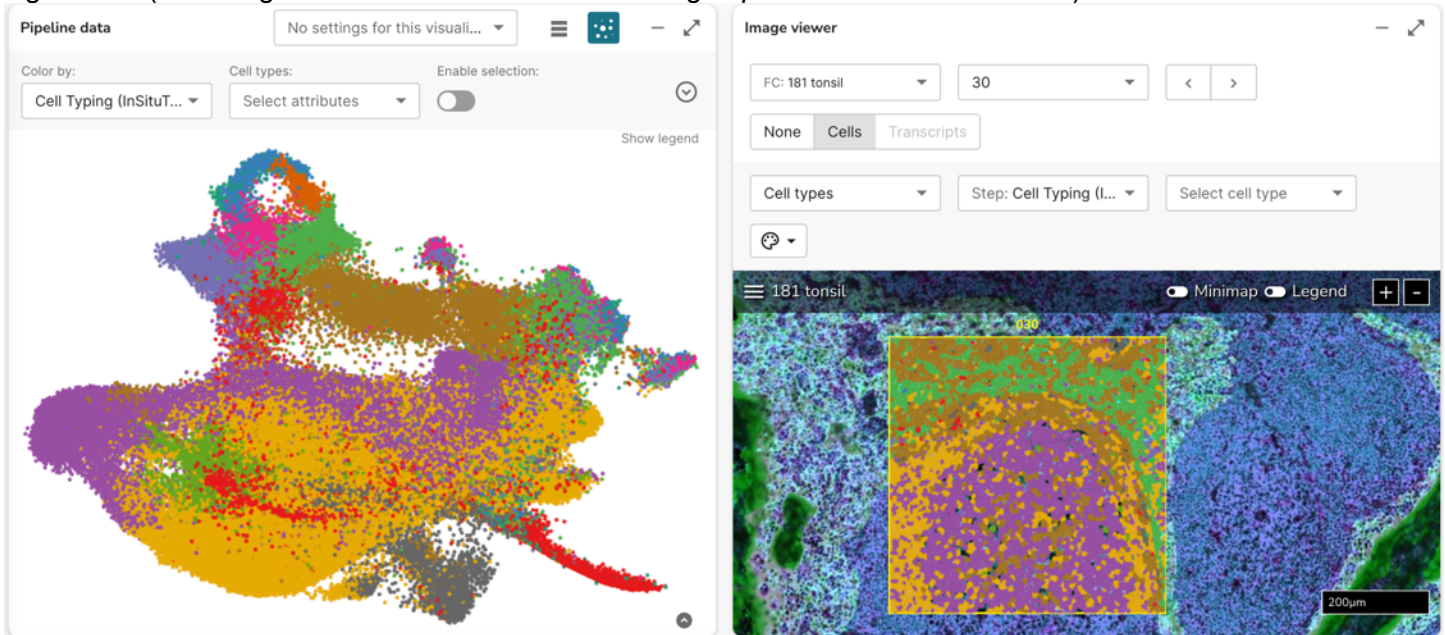 Pipeline data
No settings for this visuali...
Color by:
Cell types:
Enable selection:
Cell Typing (InSituT...
Select attributes
Show legend
Image viewer
FC: 181 tonsil
30
None
Cells
Transcripts
Cell types
Step: Cell Typing (I...
Select cell type
181 tonsil
Minimap
Legend
030
200µm